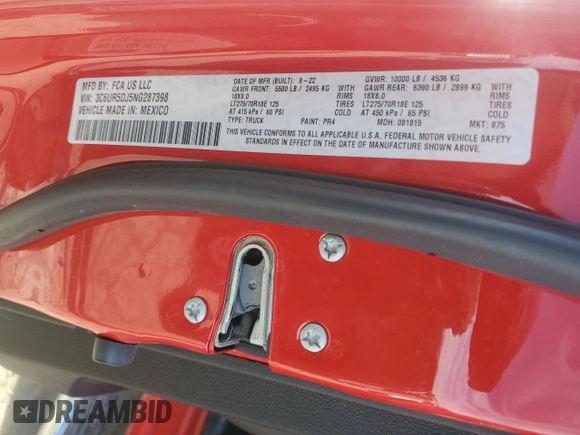 MFD BY: FCA US LLC
VIN: 3C6UR5DJ5NG287398
VEHICLE MADE IN: MEXICO
DATE OF MFR (BUILT): 8-22
GAWR FRONT: 5500 LB / 2495 KG
18X8.0
LT275/70R18E 125
AT 415 kPa / 60 PSI
TYPE: TRUCK
RIMS
TIRES
COLD
PAINT: PR4
GVWR: 10000 LB / 4536 KG
GAWR REAR: 6390 LB / 2899 KG
18X8.0
LT275/70R18E 125
AT 450 kPa / 65 PSI
MDH: 081815
RIMS
TIRES
COLD
MKT: 875
THIS VEHICLE CONFORMS TO ALL APPLICABLE U.S.A. FEDERAL MOTOR VEHICLE SAFETY
STANDARDS IN EFFECT ON THE DATE OF MANUFACTURE SHOWN ABOVE.
DREAMBID